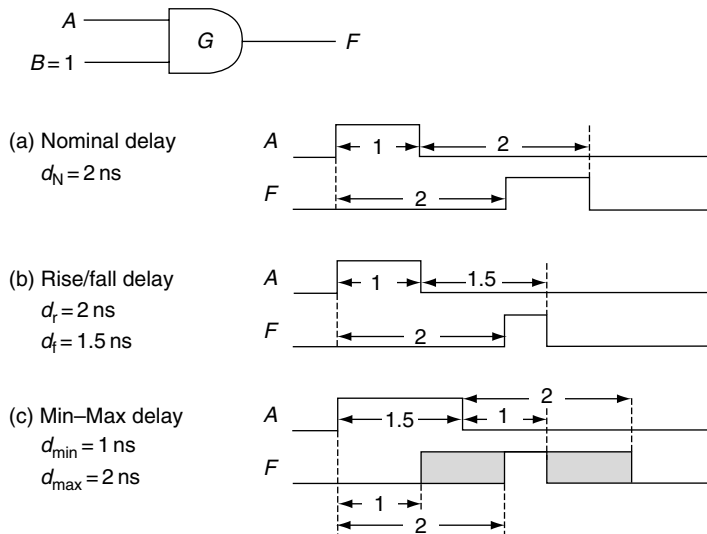 A
G
F
B = 1
(a) Nominal delay
d_N = 2 ns
A
1
2
F
2
(b) Rise/fall delay
d_r = 2 ns
d_f = 1.5 ns
A
1
1.5
F
2
(c) Min–Max delay
d_min = 1 ns
d_max = 2 ns
2
A
1.5
1
F
1
2